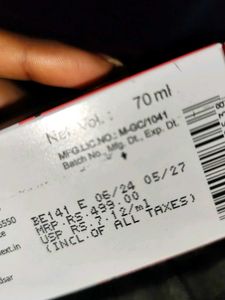 Net Vol.: 70 ml
MFG.LIC.NO.: M-GC/1041
Batch No., Mfg. Dt., Exp. Dt.
BE141 E 06/24 05/27
MRP.RS.499.00
USP.RS 7.12/ml
(INCL.OF ALL TAXES)